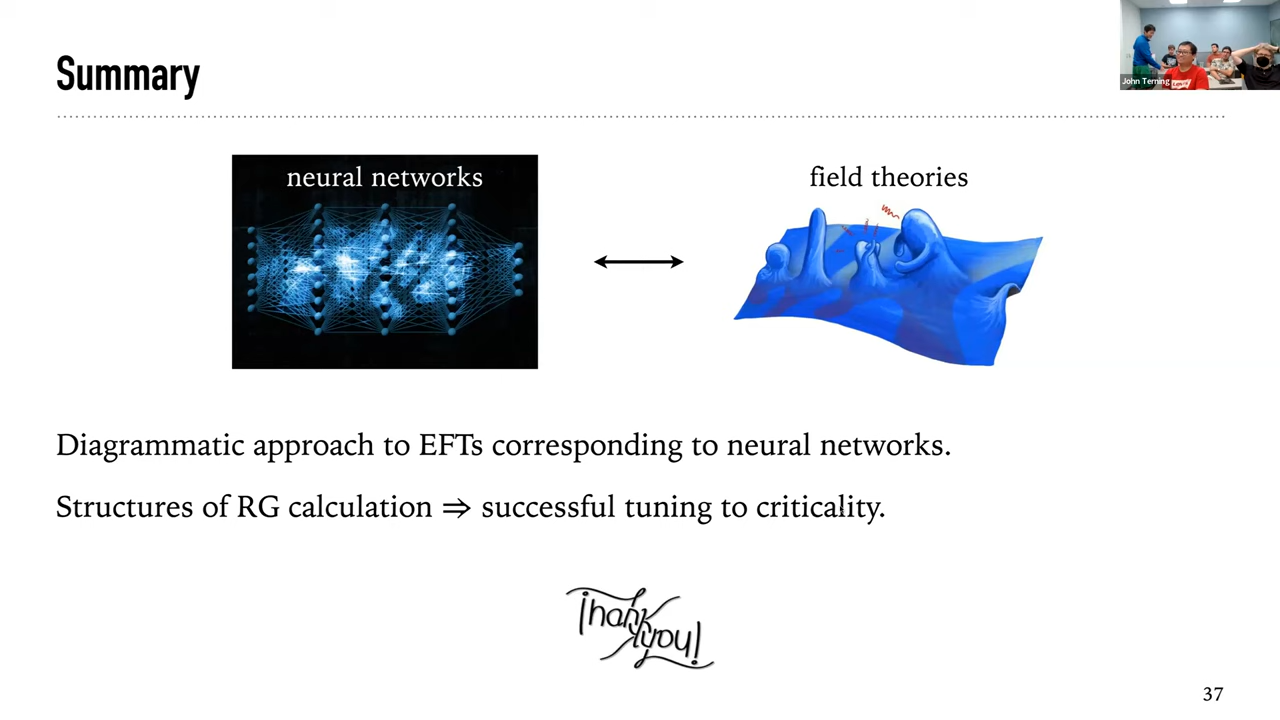 Summary
John Terning
neural networks
field theories
Diagrammatic approach to EFTs corresponding to neural networks.
Structures of RG calculation ⇒ successful tuning to criticality.
Thank
you!
37